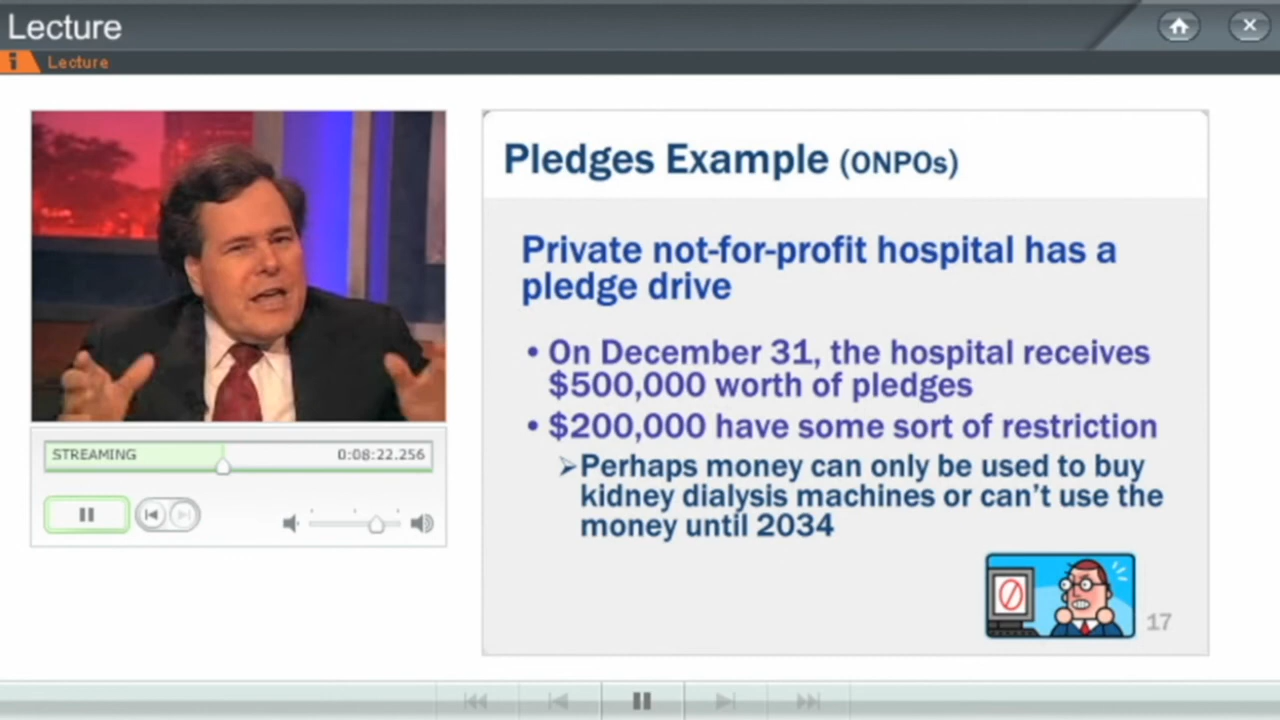 Lecture
i Lecture
Pledges Example (ONPOs)
Private not-for-profit hospital has a
pledge drive
• On December 31, the hospital receives
$500,000 worth of pledges
• $200,000 have some sort of restriction
➢Perhaps money can only be used to buy
kidney dialysis machines or can't use the
money until 2034
17
STREAMING 0:08:22.256